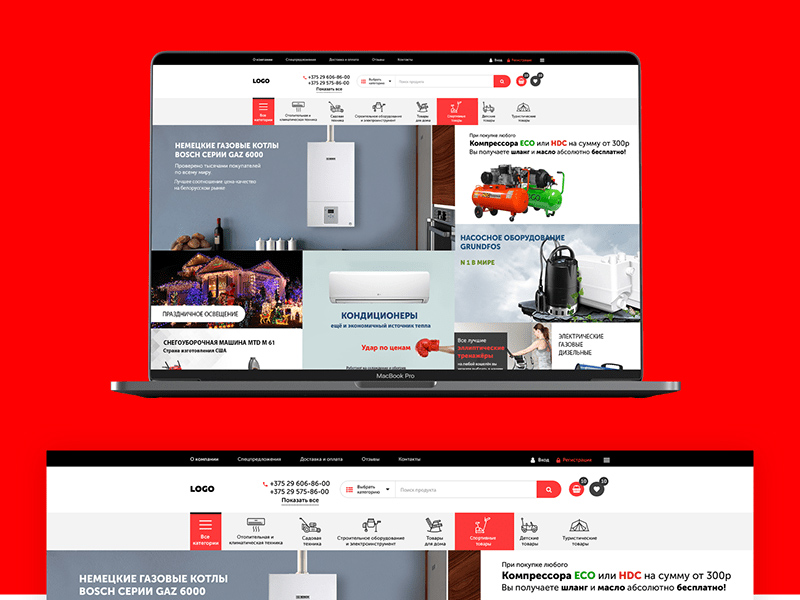 О компании Спецпредложения Доставка и оплата Отзывы Контакты Вход Регистрация
LOGO
+375 29 606-86-00
+375 29 575-86-00
Показать все
Выбрать
категорию
Поиск продукта
Все
категории
Отопительная и
климатическая техника
Садовая
техника
Строительное оборудование
и электроинструмент
Товары
для дома
Спортивные
товары
Детские
товары
Туристические
товары
НЕМЕЦКИЕ ГАЗОВЫЕ КОТЛЫ
BOSCH СЕРИИ GAZ 6000
Проверено тысячами покупателей
по всему миру
Лучшее соотношение цена-качество
на белорусском рынке
При покупке любого
Компрессора ECO или HDC на сумму от 300р
Вы получаете шланг и масло абсолютно бесплатно!
НАСОСНОЕ ОБОРУДОВАНИЕ
GRUNDFOS
N 1 В МИРЕ
ПРАЗДНИЧНОЕ ОСВЕЩЕНИЕ
КОНДИЦИОНЕРЫ
ещё и экономичный источник тепла
Удар по ценам
СНЕГОУБОРОЧНАЯ МАШИНА MTD M 61
Страна изготовления США
Все лучшие
эллиптические
тренажёры
ЭЛЕКТРИЧЕСКИЕ
ГАЗОВЫЕ
ДИЗЕЛЬНЫЕ
MacBook Pro
О компании Спецпредложения Доставка и оплата Отзывы Контакты Вход Регистрация
LOGO
+375 29 606-86-00
+375 29 575-86-00
Показать все
Выбрать
категорию
Поиск продукта
10
10
Все
категории
Отопительная и
климатическая техника
Садовая
техника
Строительное оборудование
и электроинструмент
Товары
для дома
Спортивные
товары
Детские
товары
Туристические
товары
НЕМЕЦКИЕ ГАЗОВЫЕ КОТЛЫ
BOSCH СЕРИИ GAZ 6000
При покупке любого
Компрессора ECO или HDC на сумму от 300р
Вы получаете шланг и масло абсолютно бесплатно!